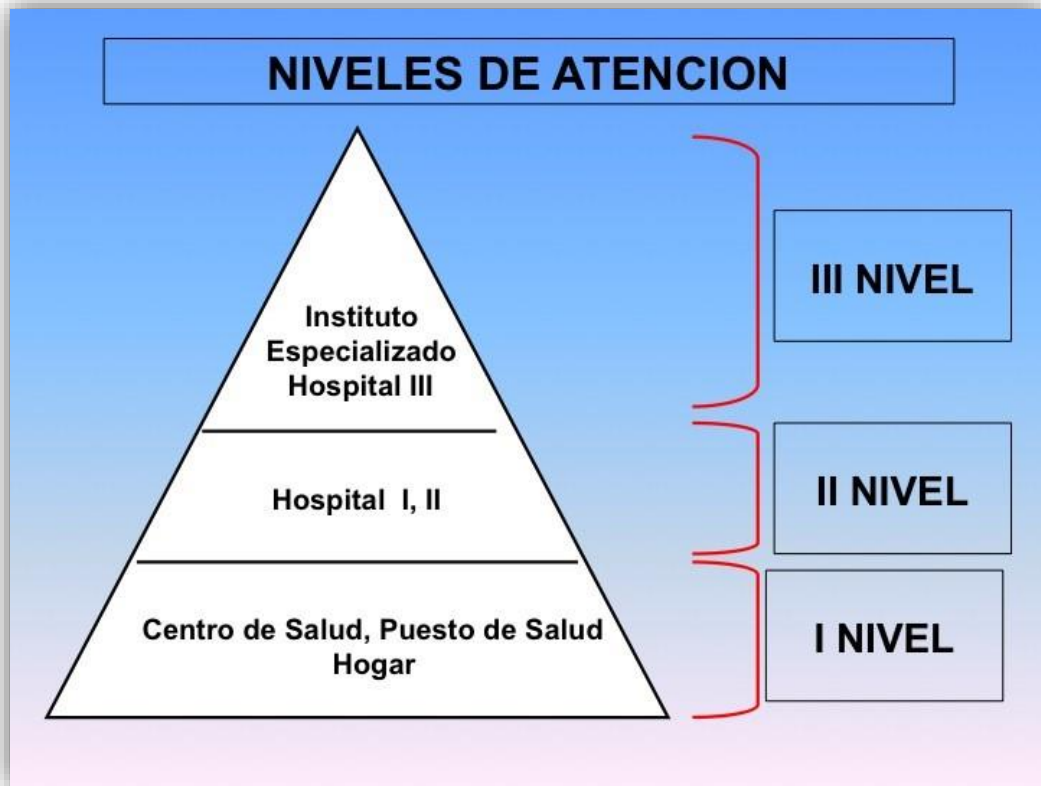 NIVELES DE ATENCION
Instituto
Especializado
Hospital III
III NIVEL
Hospital I, II
II NIVEL
Centro de Salud, Puesto de Salud
Hogar
I NIVEL